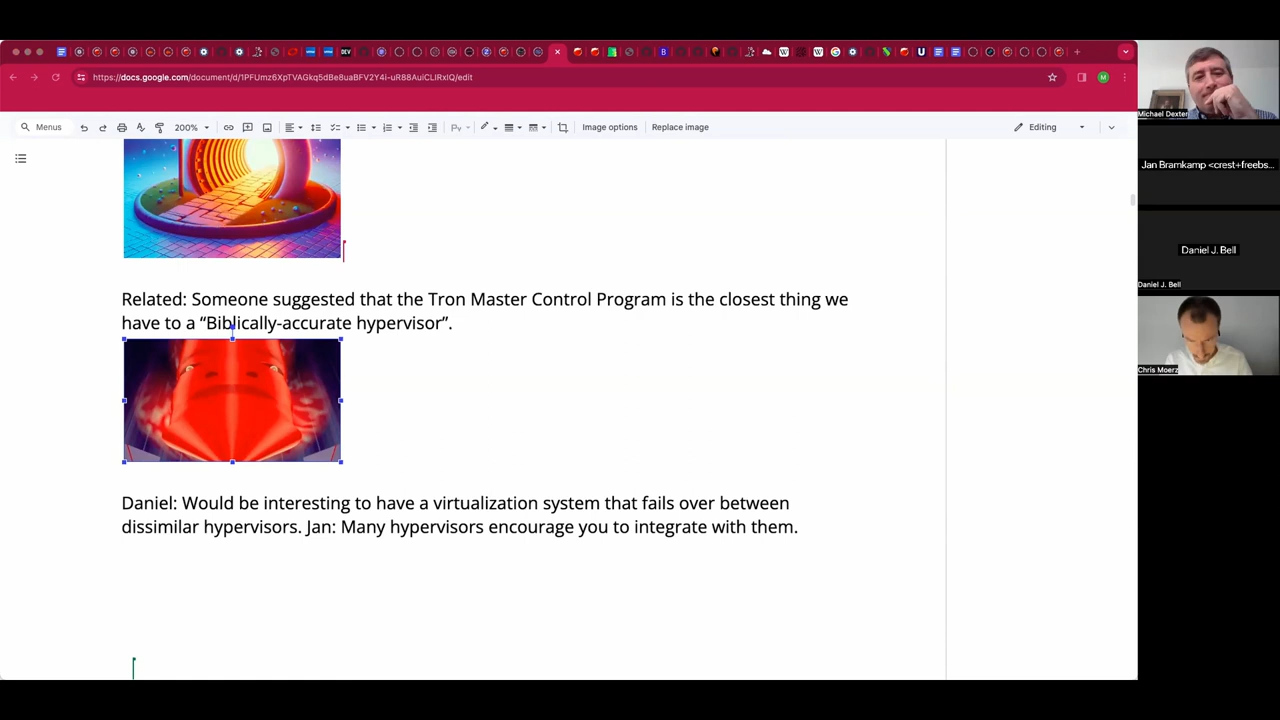 DEV
B
W
W
G
U
https://docs.google.com/document/d/1PFUmz6XpTVAGkq5dBe8uaBFV2Y4i-uR88AuiCLIRxIQ/edit
M
Menus
200%
Image options
Replace image
Editing
Related: Someone suggested that the Tron Master Control Program is the closest thing we
have to a “Biblically-accurate hypervisor”.
Daniel: Would be interesting to have a virtualization system that fails over between
dissimilar hypervisors. Jan: Many hypervisors encourage you to integrate with them.
Michael Dexter
Jan Bramkamp <crest+freebs...
Daniel J. Bell
Daniel J. Bell
Chris Moerz